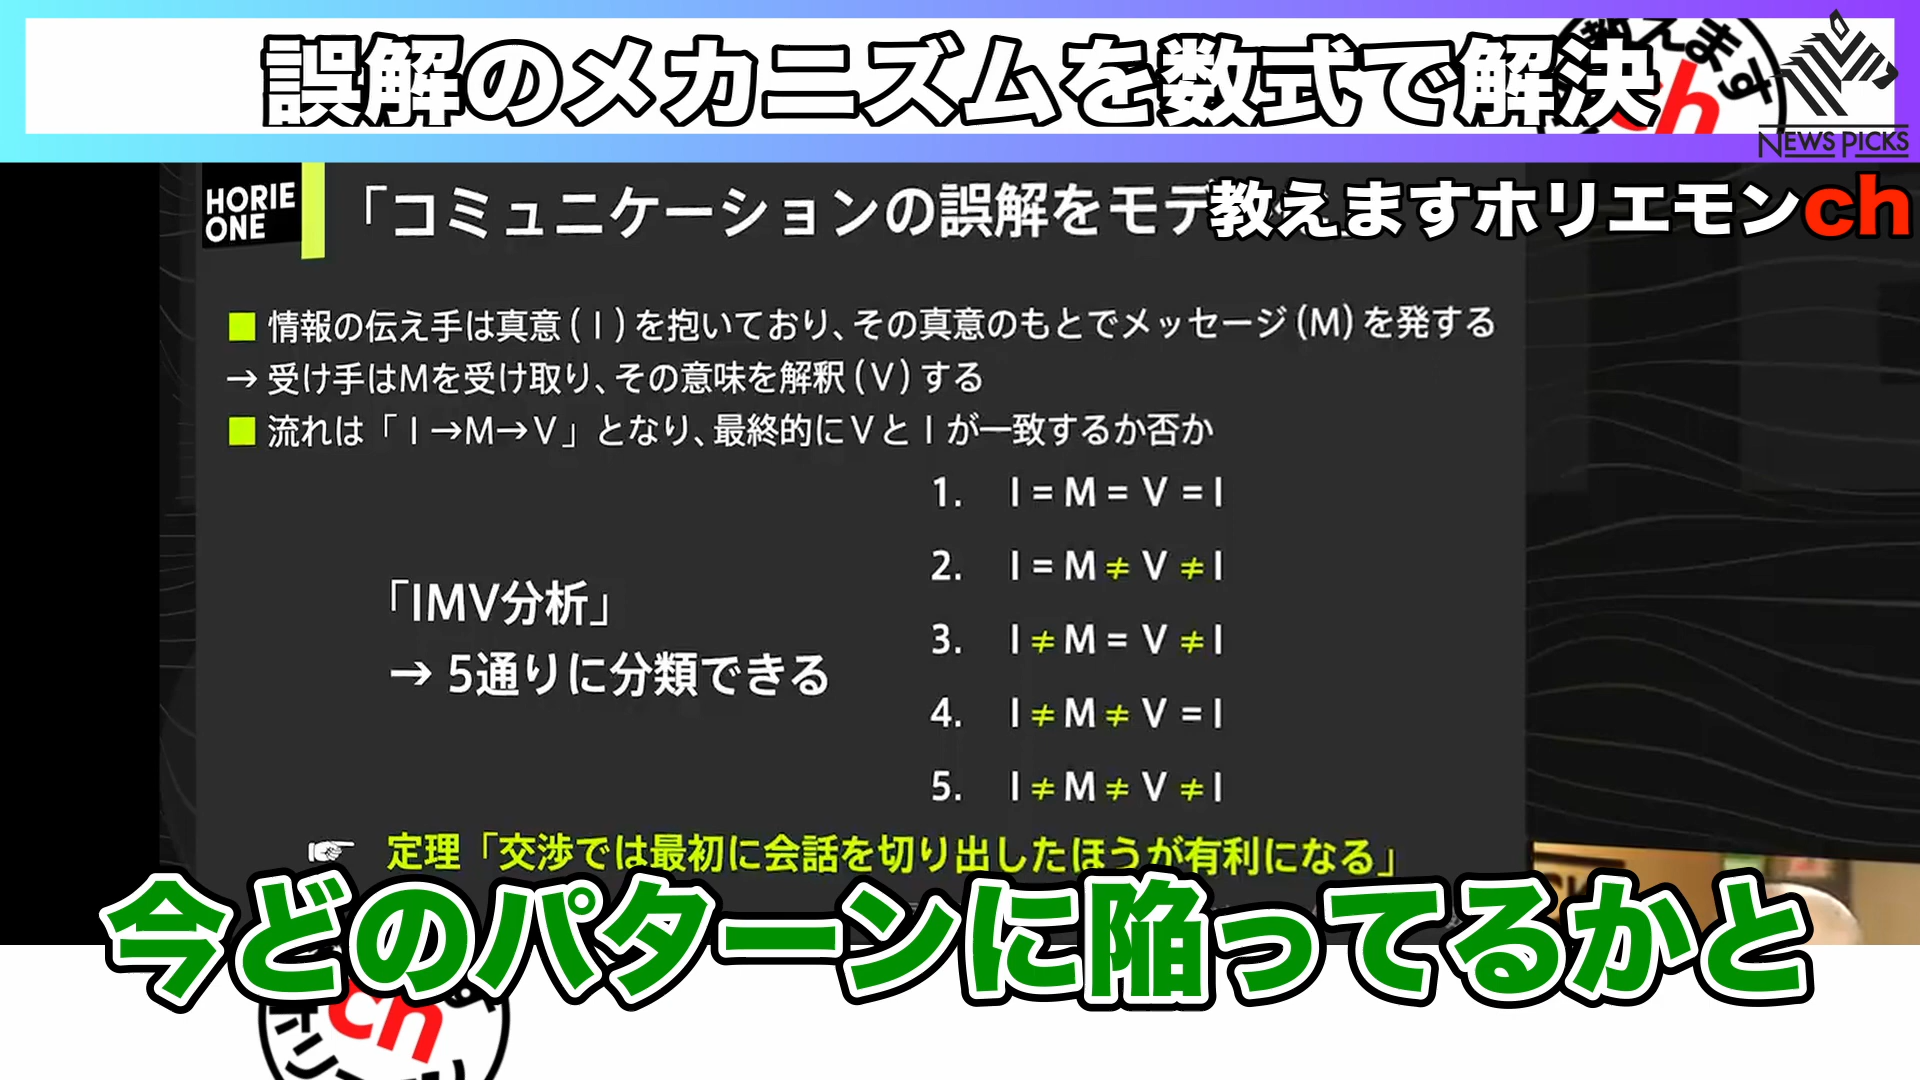 誤解のメカニズムを数式で解決
えます
ch
NEWS PICKS
HORIE
ONE
「コミュニケーションの誤解をモデ
教えますホリエモンch
■ 情報の伝え手は真意(I)を抱いており、その真意のもとでメッセージ(M)を発する
→ 受け手はMを受け取り、その意味を解釈(V)する
■ 流れは「I→M→V」となり、最終的にVとIが一致するか否か
1. I = M = V = I
2. I = M ≠ V ≠ I
「IMV分析」
3. I ≠ M = V ≠ I
→ 5通りに分類できる
4. I ≠ M ≠ V = I
5. I ≠ M ≠ V ≠ I
定理「交渉では最初に会話を切り出したほうが有利になる」
今どのパターンに陥ってるかと
ch